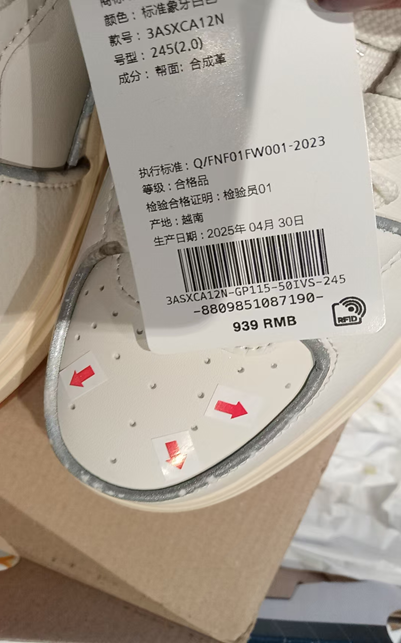 颜色：标准象牙白色
款号：3ASXCA12N
号型：245(2.0)
成分：帮面：合成革
执行标准：Q/FNF01FW001-2023
等级：合格品
检验合格证明：检验员01
产地：越南
生产日期：2025年04月30日
3ASXCA12N-GP115-50IVS-245
-8809851087190-
939 RMB
RFID